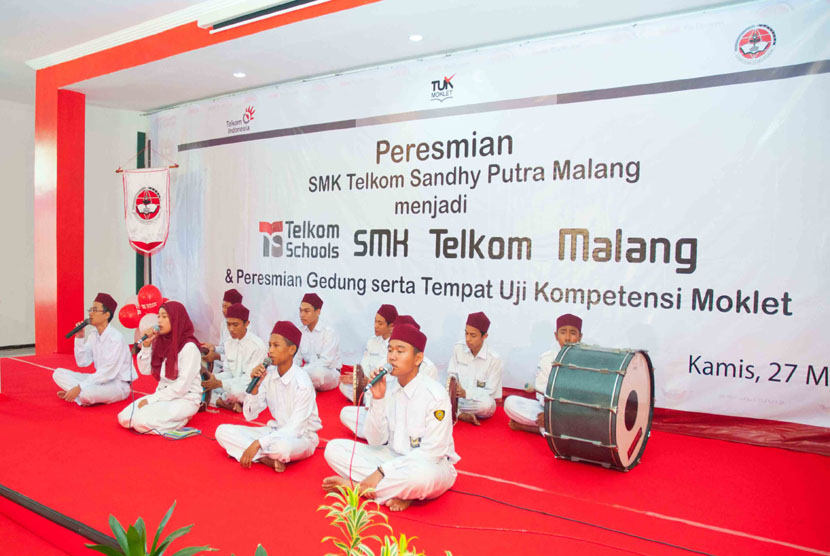 Telkom
Indonesia
TUK
MOKLET
Peresmian
SMK Telkom Sandhy Putra Malang
menjadi
Telkom
Schools
SMK Telkom Malang
& Peresmian Gedung serta Tempat Uji Kompetensi Moklet
Kamis, 27 M